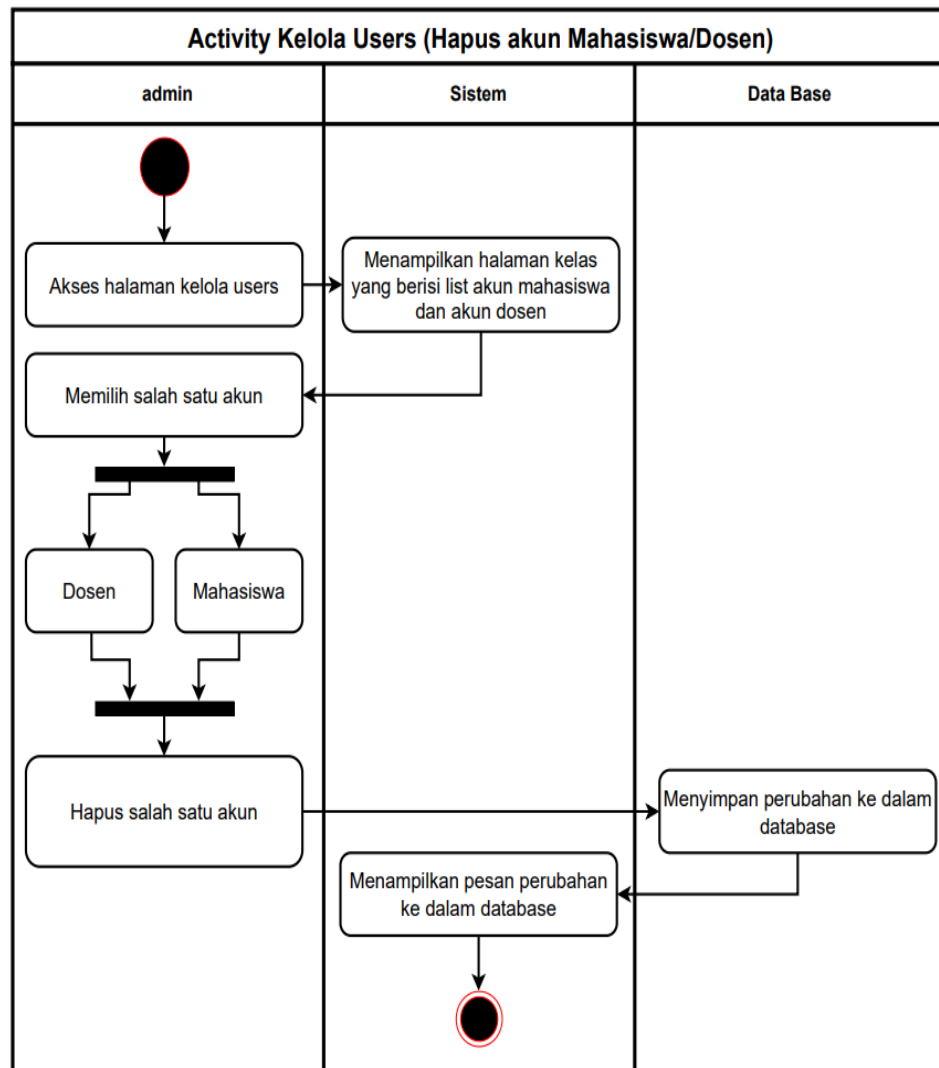 Activity Kelola Users (Hapus akun Mahasiswa/Dosen)
admin
Sistem
Data Base
Akses halaman kelola users
Menampilkan halaman kelas
yang berisi list akun mahasiswa
dan akun dosen
Memilih salah satu akun
Dosen
Mahasiswa
Hapus salah satu akun
Menyimpan perubahan ke dalam
database
Menampilkan pesan perubahan
ke dalam database